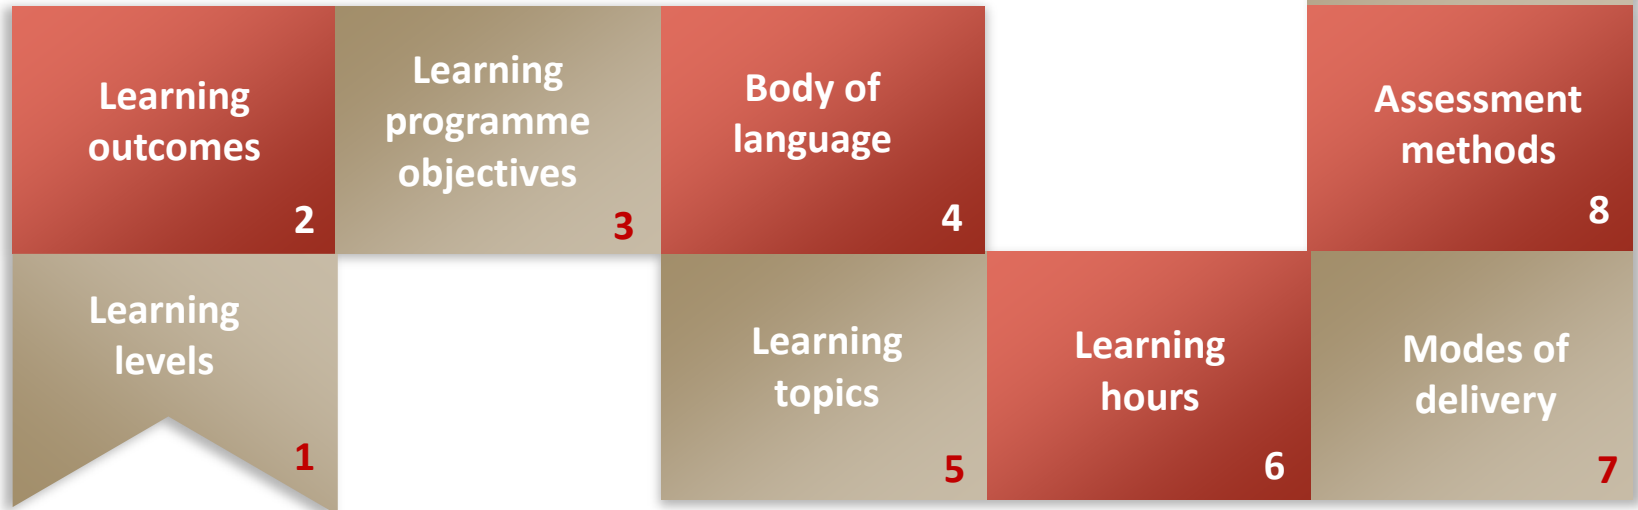 Learning
outcomes
2
Learning
programme
objectives
3
Body of
language
4
Assessment
methods
8
Learning
levels
1
Learning
topics
5
Learning
hours
6
Modes of
delivery
7